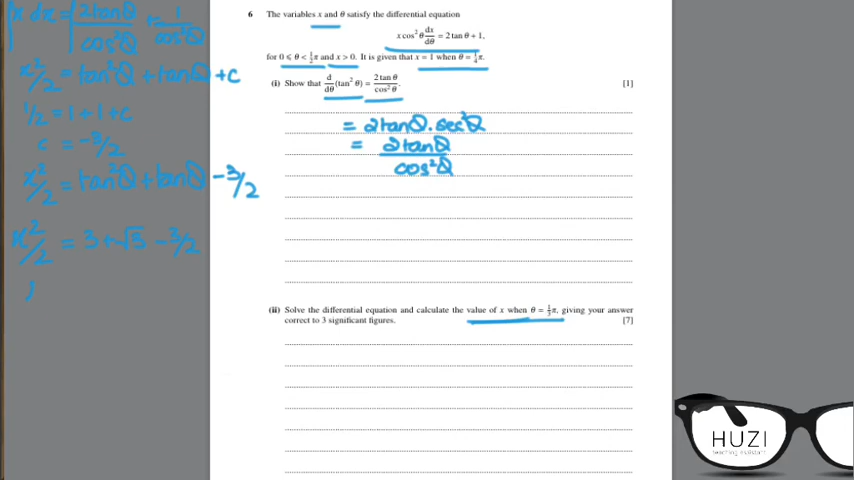 ∫x dx = ∫2tanθ/cos²θ + 1/cos²θ
x²/2 = tan²θ + tanθ + c
1/2 = 1 + 1 + c
c = -3/2
x²/2 = tan²θ + tanθ - 3/2
x²/2 = 3 + √3 - 3/2
6 The variables x and θ satisfy the differential equation
x cos² θ dx/dθ = 2 tan θ + 1,
for 0 ⩽ θ < ½π and x > 0. It is given that x = 1 when θ = ¼π.
(i) Show that d/dθ (tan² θ) = 2 tan θ/cos² θ. [1]
= 2tanθ.sec²θ
= 2tanθ/cos²θ
(ii) Solve the differential equation and calculate the value of x when θ = ⅓π, giving your answer
correct to 3 significant figures. [7]
HUZI
teaching assistant